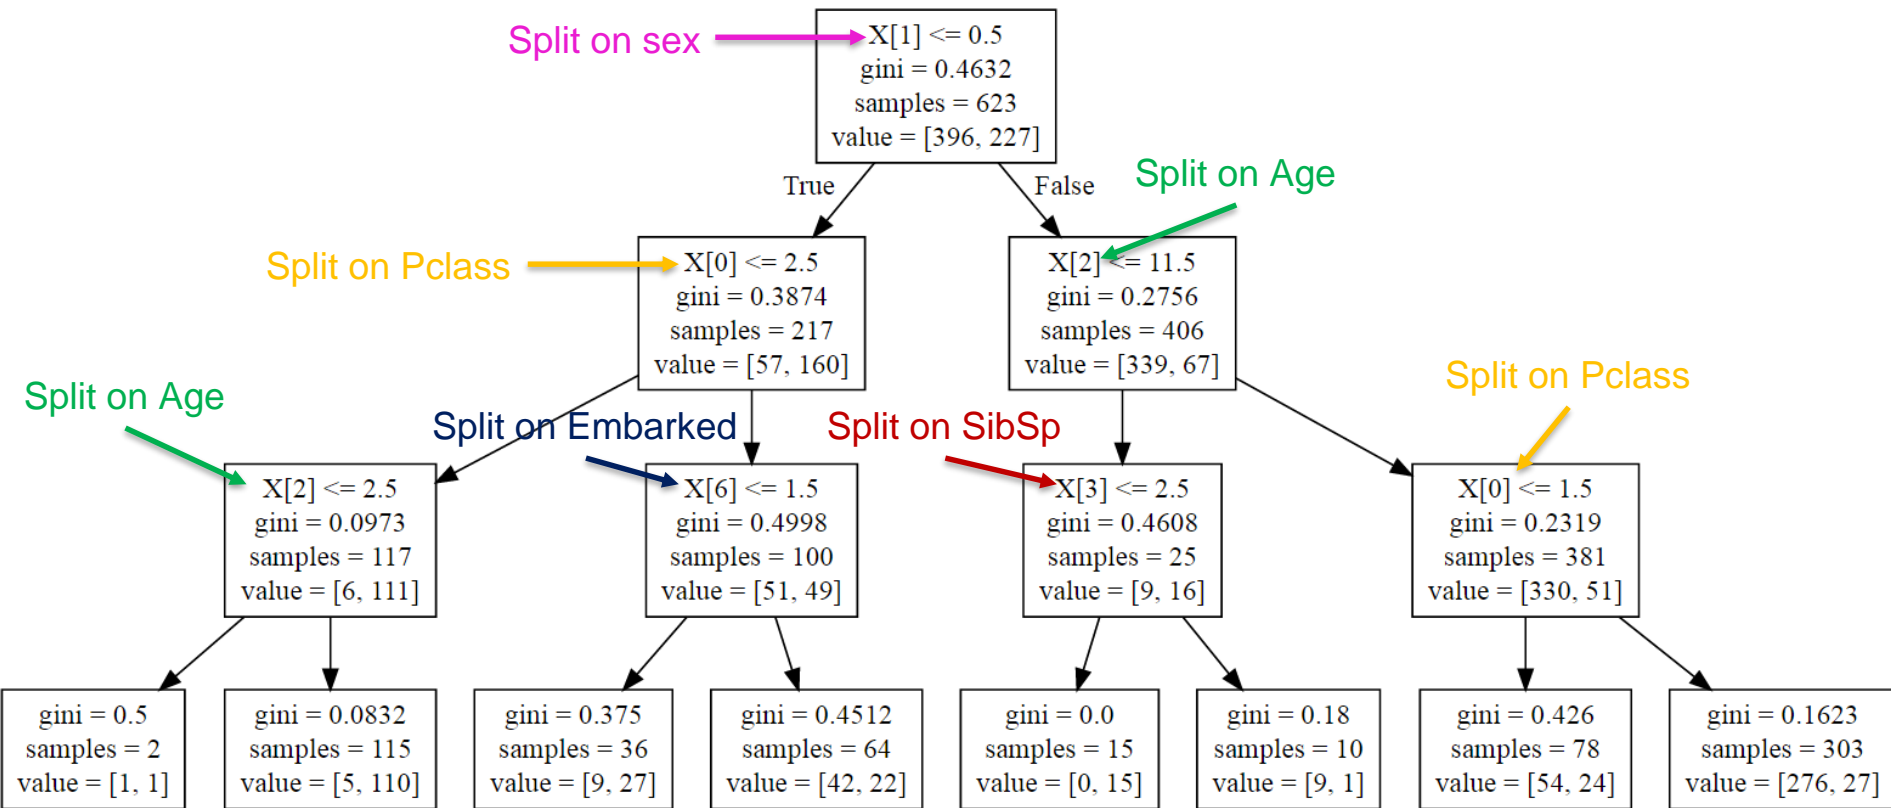 Split on sex
X[1] <= 0.5
gini = 0.4632
samples = 623
value = [396, 227]
True
False
Split on Age
Split on Pclass
X[0] <= 2.5
gini = 0.3874
samples = 217
value = [57, 160]
X[2] <= 11.5
gini = 0.2756
samples = 406
value = [339, 67]
Split on Age
Split on Embarked
Split on SibSp
Split on Pclass
X[2] <= 2.5
gini = 0.0973
samples = 117
value = [6, 111]
X[6] <= 1.5
gini = 0.4998
samples = 100
value = [51, 49]
X[3] <= 2.5
gini = 0.4608
samples = 25
value = [9, 16]
X[0] <= 1.5
gini = 0.2319
samples = 381
value = [330, 51]
gini = 0.5
samples = 2
value = [1, 1]
gini = 0.0832
samples = 115
value = [5, 110]
gini = 0.375
samples = 36
value = [9, 27]
gini = 0.4512
samples = 64
value = [42, 22]
gini = 0.0
samples = 15
value = [0, 15]
gini = 0.18
samples = 10
value = [9, 1]
gini = 0.426
samples = 78
value = [54, 24]
gini = 0.1623
samples = 303
value = [276, 27]